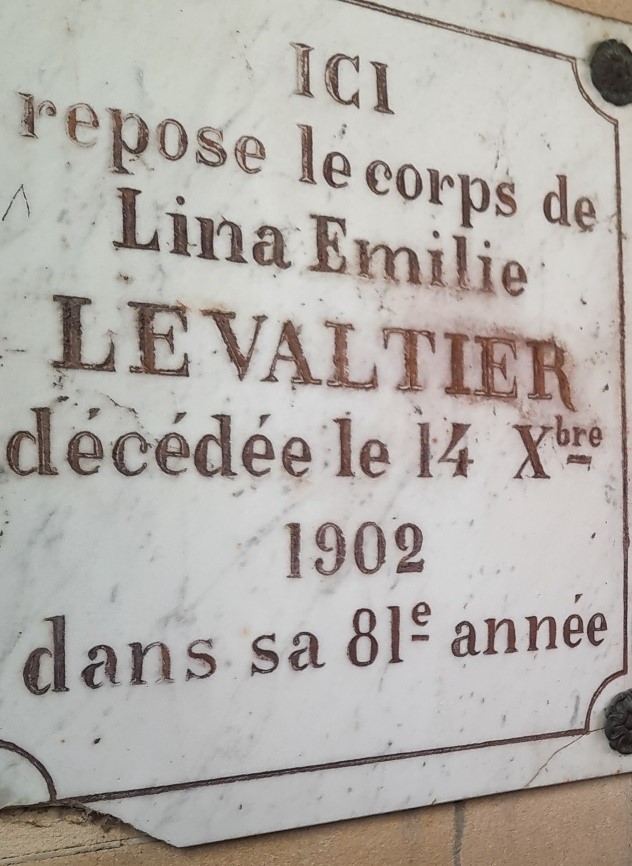 ICI
repose le corps de
Lina Emilie
LEVALTIER
décédée le 14 Xbre
1902
dans sa 81e année